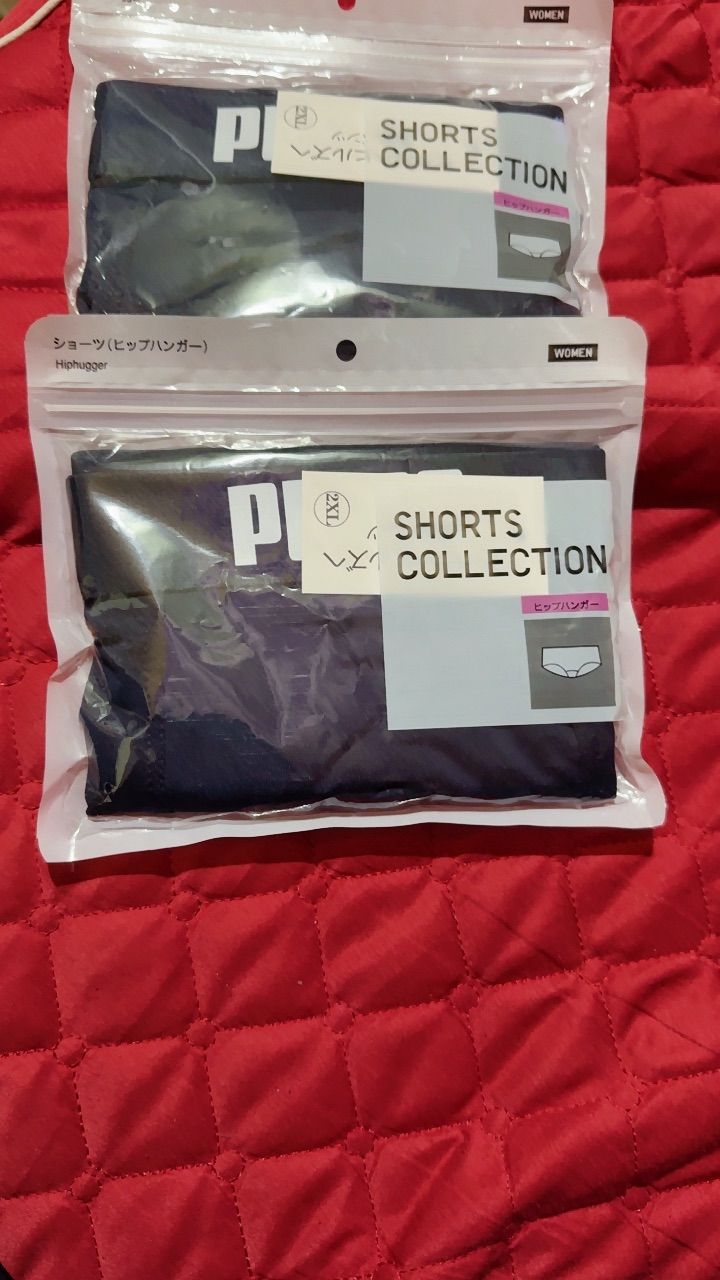 WOMEN
PU
2XL
SHORTS
COLLECTION
ヒップハンガー
ショーツ(ヒップハンガー)
Hiphugger
WOMEN
PU
2XL
SHORTS
COLLECTION
ヒップハンガー